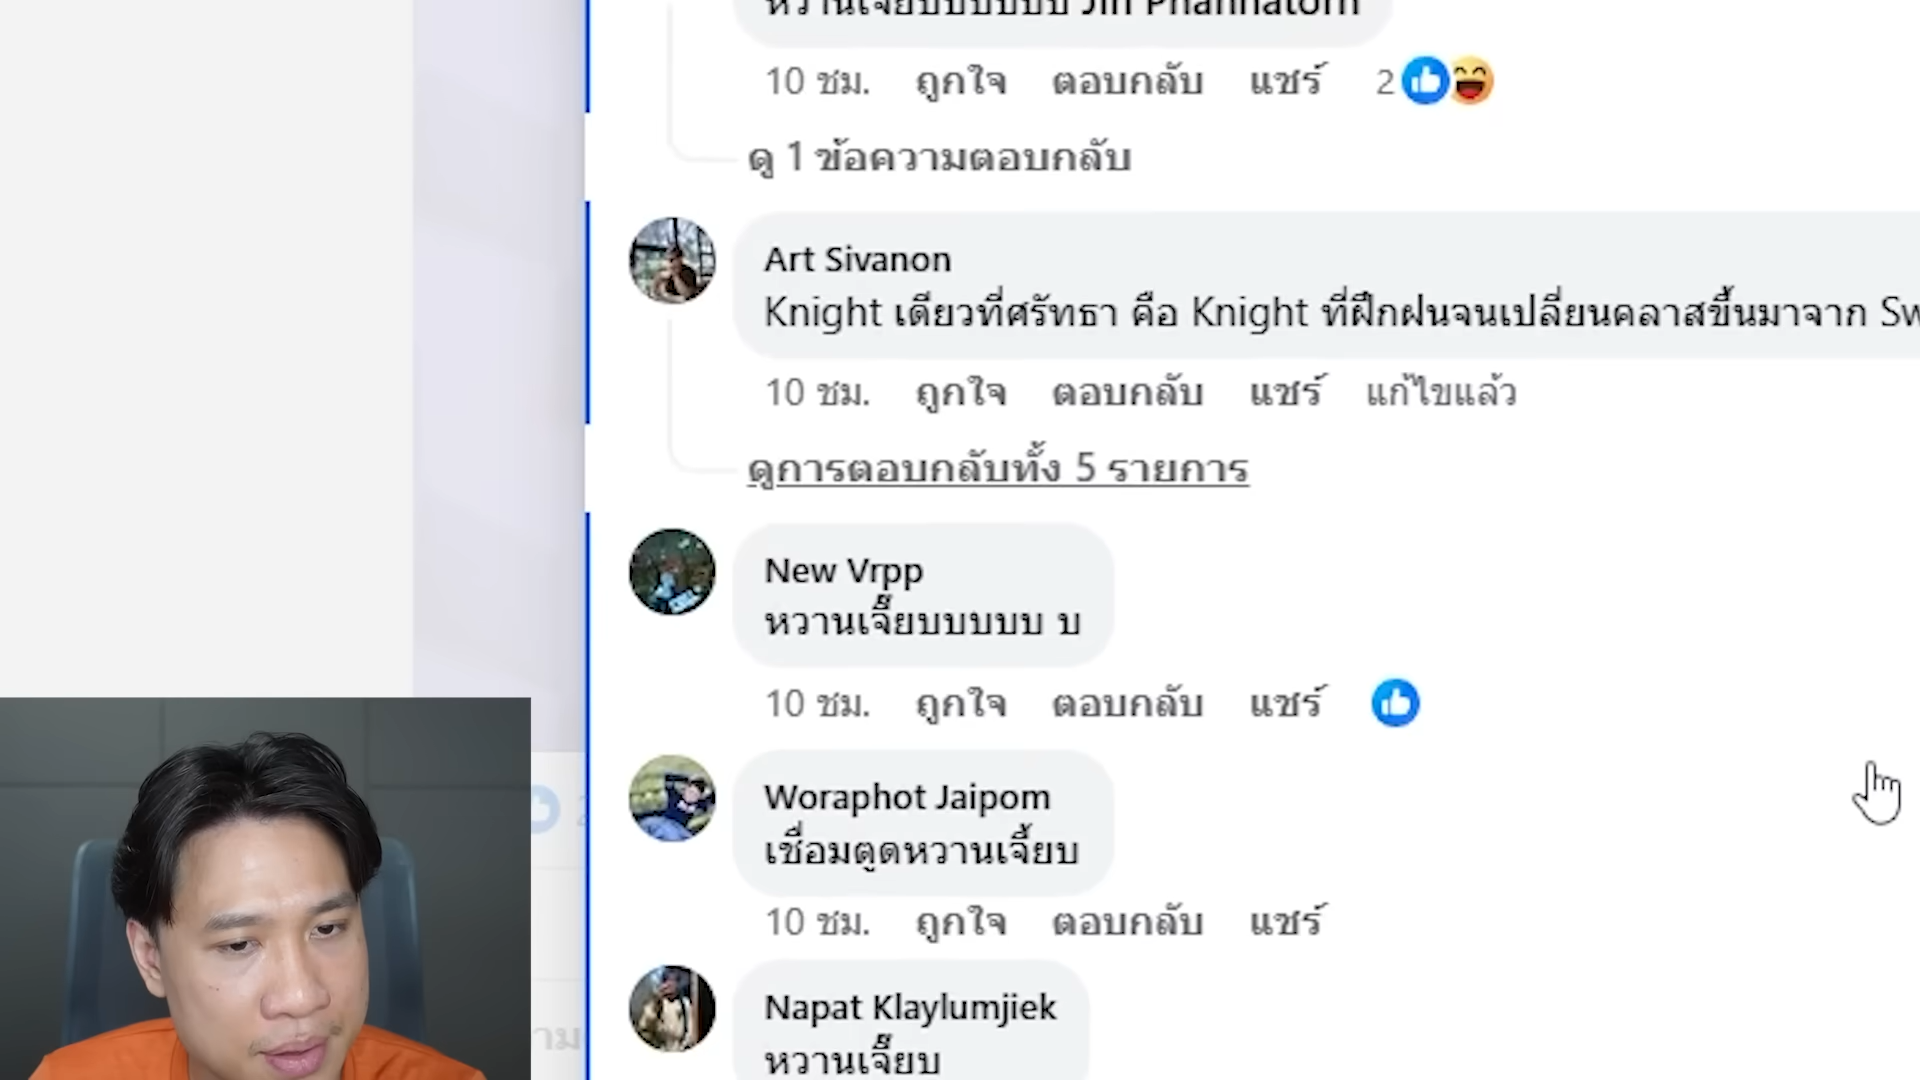 หวานเจี๊ยบบบบบบ Jin Phannatorn
10 ชม. ถูกใจ ตอบกลับ แชร์ 2
ดู 1 ข้อความตอบกลับ
Art Sivanon
Knight เดียวที่ศรัทธา คือ Knight ที่ฝึกฝนจนเปลี่ยนคลาสขึ้นมาจาก Sw
10 ชม. ถูกใจ ตอบกลับ แชร์ แก้ไขแล้ว
ดูการตอบกลับทั้ง 5 รายการ
New Vrpp
หวานเจี๊ยบบบบบ บ
10 ชม. ถูกใจ ตอบกลับ แชร์
Woraphot Jaipom
เชื่อมตูดหวานเจี้ยบ
10 ชม. ถูกใจ ตอบกลับ แชร์
Napat Klaylumjiek
หวานเจี๊ยบ